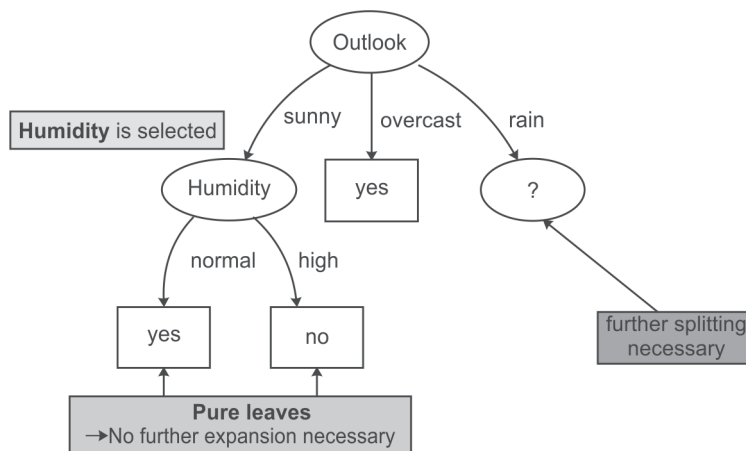 Outlook
sunny
overcast
rain
Humidity is selected
Humidity
yes
?
normal
high
yes
no
further splitting
necessary
Pure leaves
→No further expansion necessary